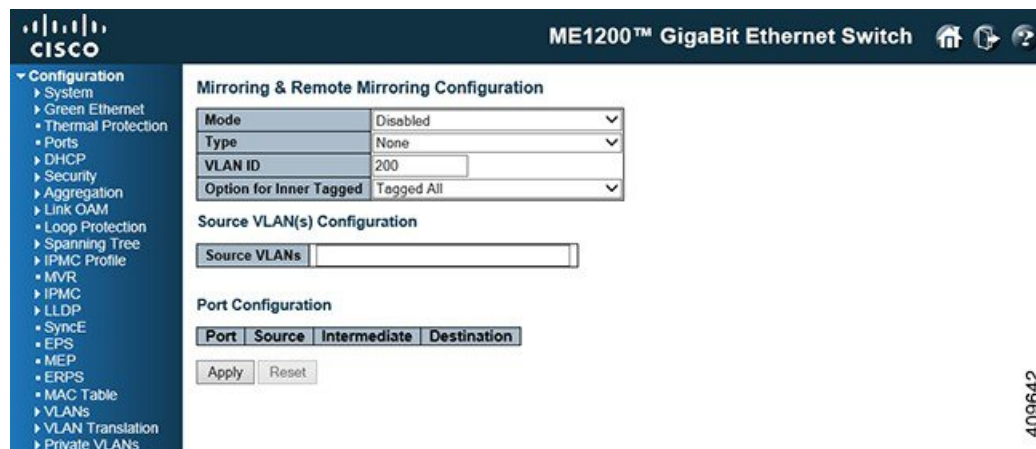 CISCO
ME1200™ GigaBit Ethernet Switch
Configuration
System
Green Ethernet
Thermal Protection
Ports
DHCP
Security
Aggregation
Link OAM
Loop Protection
Spanning Tree
IPMC Profile
MVR
IPMC
LLDP
SyncE
EPS
MEP
ERPS
MAC Table
VLANs
VLAN Translation
Private VLANs
Mirroring & Remote Mirroring Configuration
Mode Disabled
Type None
VLAN ID 200
Option for Inner Tagged Tagged All
Source VLAN(s) Configuration
Source VLANs
Port Configuration
Port Source Intermediate Destination
Apply Reset
409642